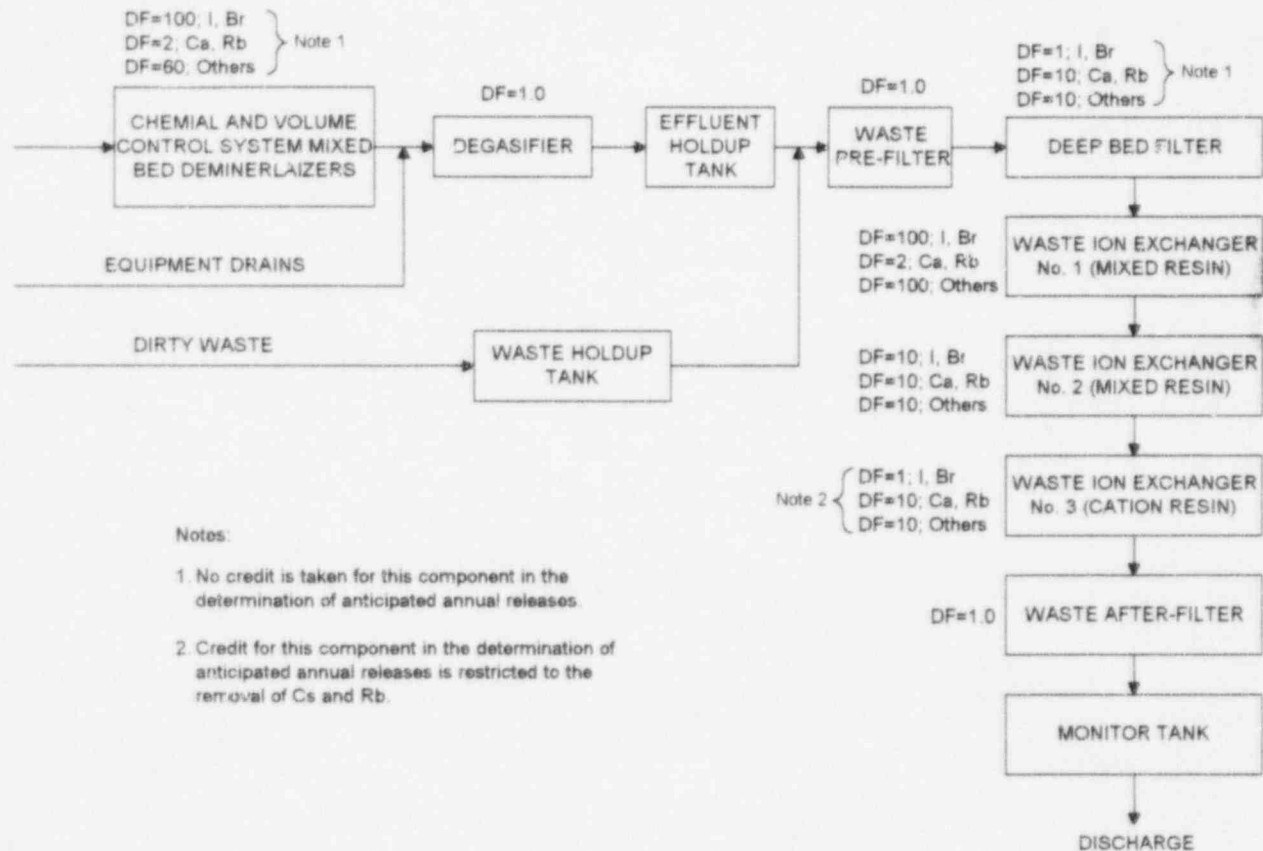 DF=100; I, Br
DF=2; Ca, Rb
DF=60; Others
Note 1
CHEMIAL AND VOLUME
CONTROL SYSTEM MIXED
BED DEMINERLAIZERS
DF=1.0
DEGASIFIER
EFFLUENT
HOLDUP
TANK
DF=1.0
WASTE
PRE-FILTER
DF=1; I, Br
DF=10; Ca, Rb
DF=10; Others
Note 1
DEEP BED FILTER
EQUIPMENT DRAINS
DIRTY WASTE
WASTE HOLDUP
TANK
DF=100; I, Br
DF=2; Ca, Rb
DF=100; Others
WASTE ION EXCHANGER
No. 1 (MIXED RESIN)
DF=10; I, Br
DF=10; Ca, Rb
DF=10; Others
WASTE ION EXCHANGER
No. 2 (MIXED RESIN)
Note 2
DF=1; I, Br
DF=10; Ca, Rb
DF=10; Others
WASTE ION EXCHANGER
No. 3 (CATION RESIN)
DF=1.0
WASTE AFTER-FILTER
MONITOR TANK
DISCHARGE
Notes:
1. No credit is taken for this component in the
determination of anticipated annual releases.
2. Credit for this component in the determination of
anticipated annual releases is restricted to the
removal of Cs and Rb.